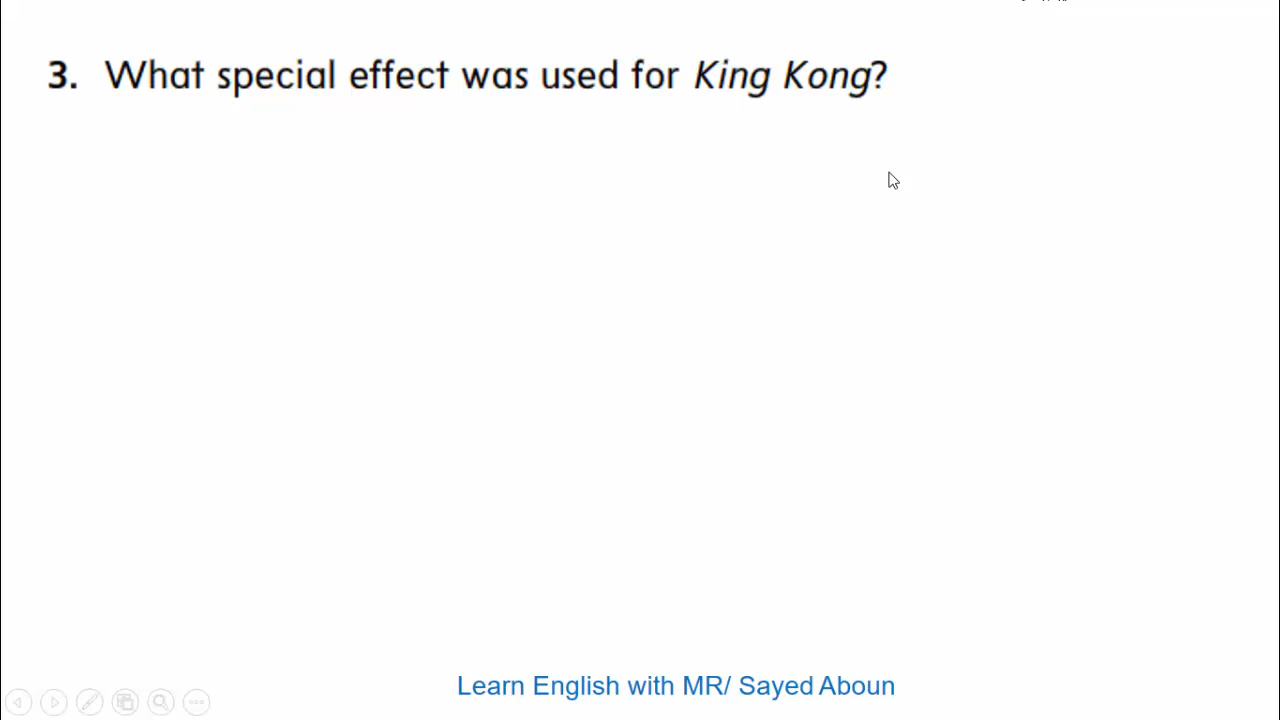 3. What special effect was used for King Kong?
Learn English with MR/ Sayed Aboun